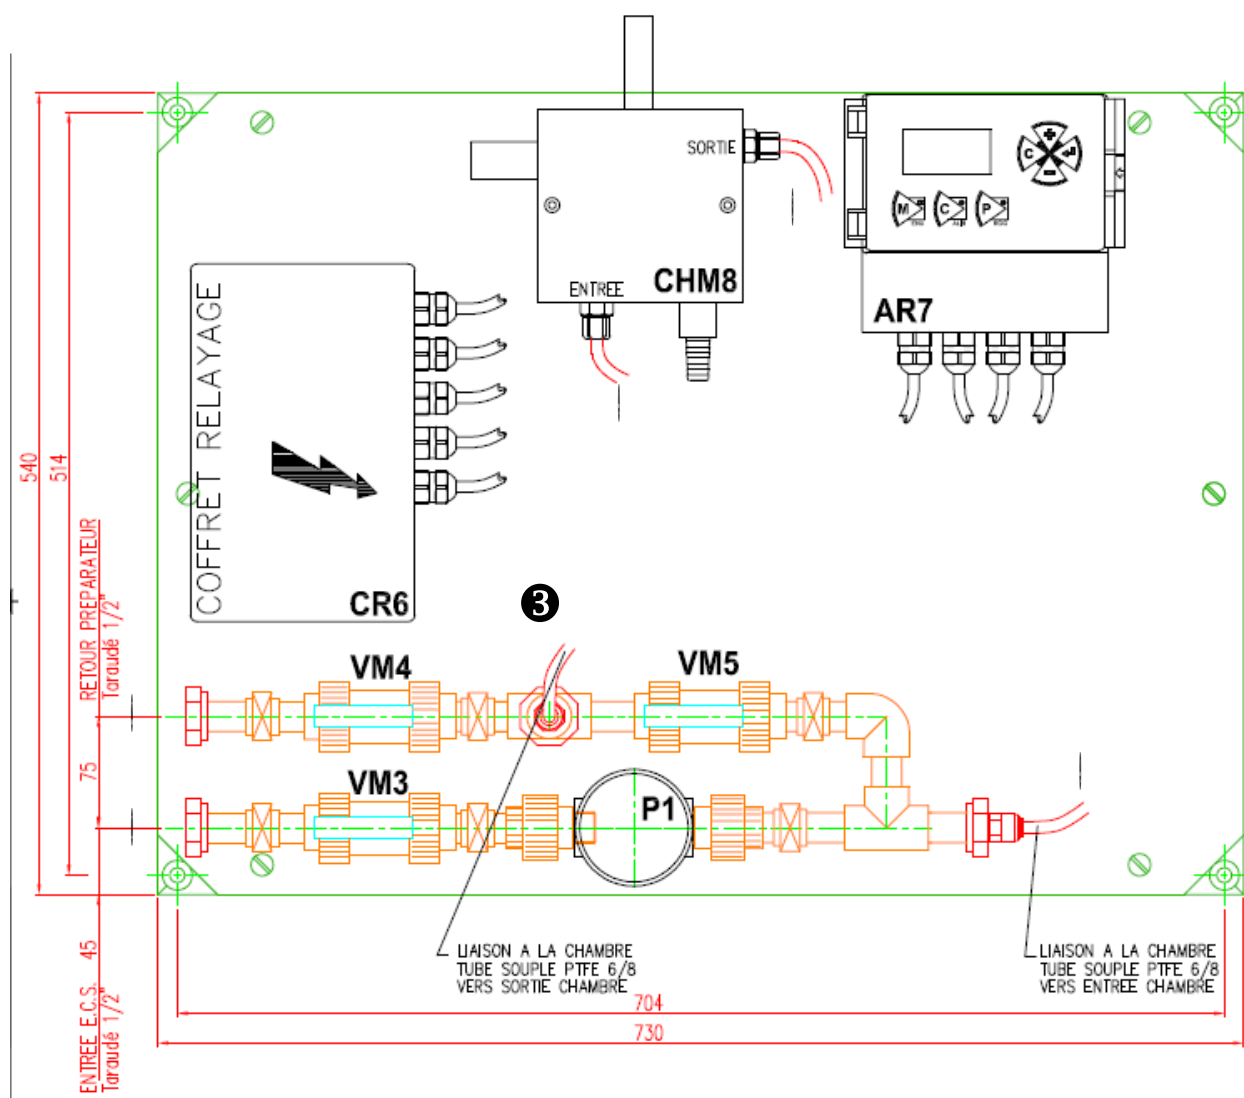 SORTIE
+
C
-
M
C
P
ENTREE
CHM8
AR7
COFFRET RELAYAGE
CR6
540
514
RETOUR PREPARATEUR
Taraudé 1/2"
3
VM4
VM5
75
VM3
P1
ENTREE E.C.S.
Taraudé 1/2"
45
LIAISON A LA CHAMBRE
TUBE SOUPLE PTFE 6/8
VERS SORTIE CHAMBRE
LIAISON A LA CHAMBRE
TUBE SOUPLE PTFE 6/8
VERS ENTREE CHAMBRE
704
730